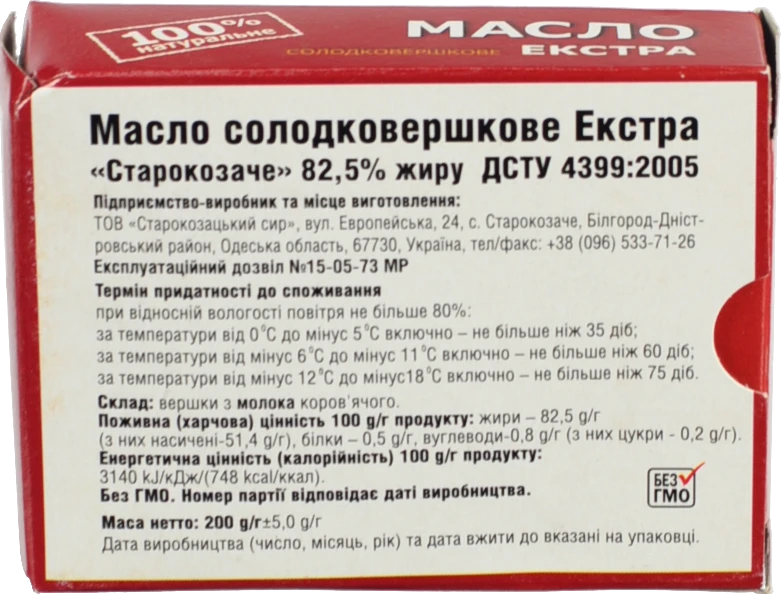 100% натуральне
МАСЛО
СОЛОДКОВЕРШКОВЕ ЕКСТРА
Масло солодковершкове Екстра
«Старокозаче» 82,5% жиру ДСТУ 4399:2005
Підприємство-виробник та місце виготовлення:
ТОВ «Старокозацький сир», вул. Европейська, 24, с. Старокозаче, Білгород-Дніст-
ровський район, Одеська область, 67730, Україна, тел/факс: +38 (096) 533-71-26
Експлуатаційний дозвіл №15-05-73 МР
Термін придатності до споживання
при відносній вологості повітря не більше 80%:
за температури від 0°С до мінус 5°С включно – не більше ніж 35 діб;
за температури від мінус 6°С до мінус 11°С включно – не більше ніж 60 діб;
за температури від мінус 12°С до мінус18°С включно – не більше ніж 75 діб.
Склад: вершки з молока коров'ячого.
Поживна (харчова) цінність 100 g/г продукту: жири – 82,5 g/г
(з них насичені-51,4 g/г), білки – 0,5 g/г, вуглеводи-0,8 g/г (з них цукри - 0,2 g/г).
Енергетична цінність (калорійність) 100 g/г продукту:
3140 kJ/кДж/(748 kcal/ккал).
Без ГМО. Номер партії відповідає даті виробництва.
БЕЗ
ГМО
Маса нетто: 200 g/г±5,0 g/г
Дата виробництва (число, місяць, рік) та дата вжити до вказані на упаковці.